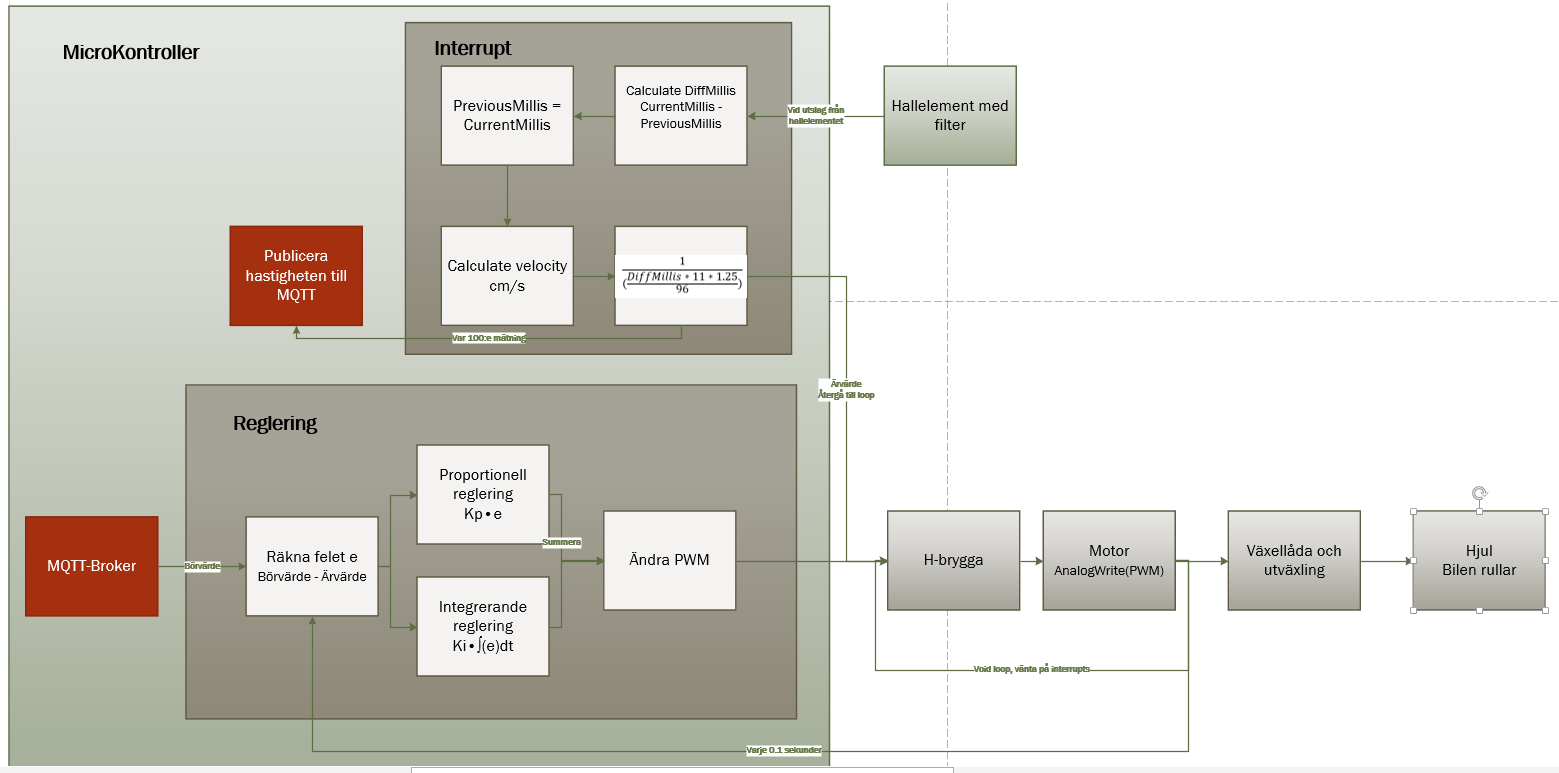 MicroKontroller
Interrupt
PreviousMillis =
CurrentMillis
Calculate DiffMillis
CurrentMillis -
PreviousMillis
Vid utslag från
hallelementet
Hallelement med
filter
Publicera
hastigheten till
MQTT
Calculate velocity
cm/s
1
(DiffMillis * 11 * 1.25
96)
Var 100:e mätning
Ärvärde
Återgå till loop
Reglering
MQTT-Broker
Börvärde
Räkna felet e
Börvärde - Ärvärde
Proportionell
reglering
Kp•e
Integrerande
reglering
Ki•∫(e)dt
Summera
Ändra PWM
H-brygga
Motor
AnalogWrite(PWM)
Växellåda och
utväxling
Hjul
Bilen rullar
Void loop, vänta på interrupts
Varje 0.1 sekunder